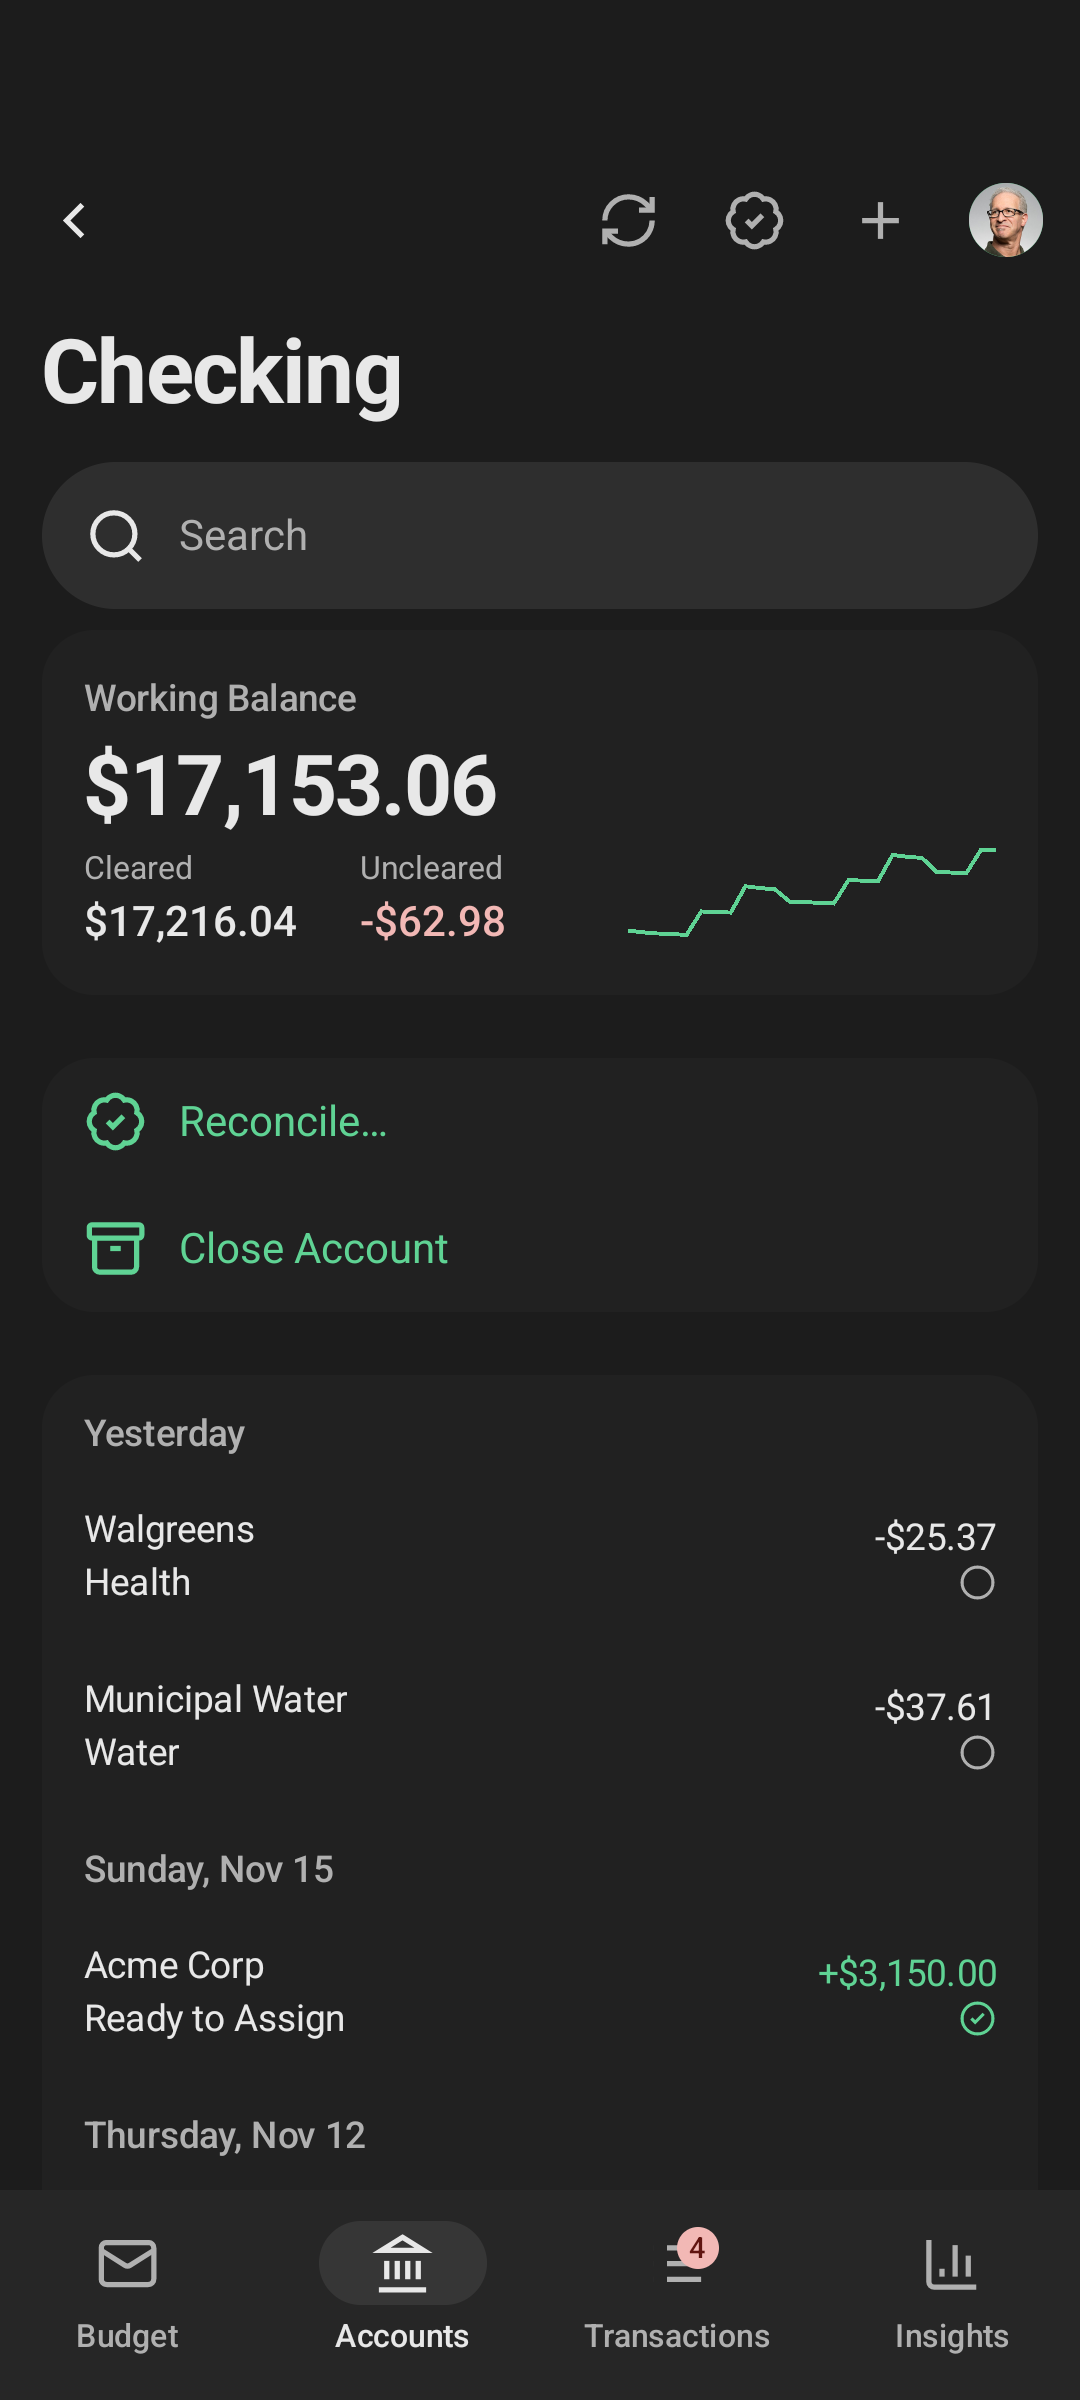 Checking
Search
Working Balance
$17,153.06
Cleared
Uncleared
$17,216.04
-$62.98
Reconcile…
Close Account
Yesterday
Walgreens
-$25.37
Health
Municipal Water
-$37.61
Water
Sunday, Nov 15
Acme Corp
+$3,150.00
Ready to Assign
Thursday, Nov 12
4
Budget
Accounts
Transactions
Insights